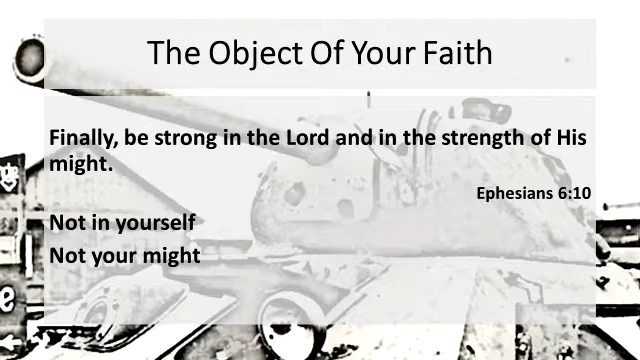 The Object Of Your Faith
Finally, be strong in the Lord and in the strength of His
might.
Ephesians 6:10
Not in yourself
Not your might